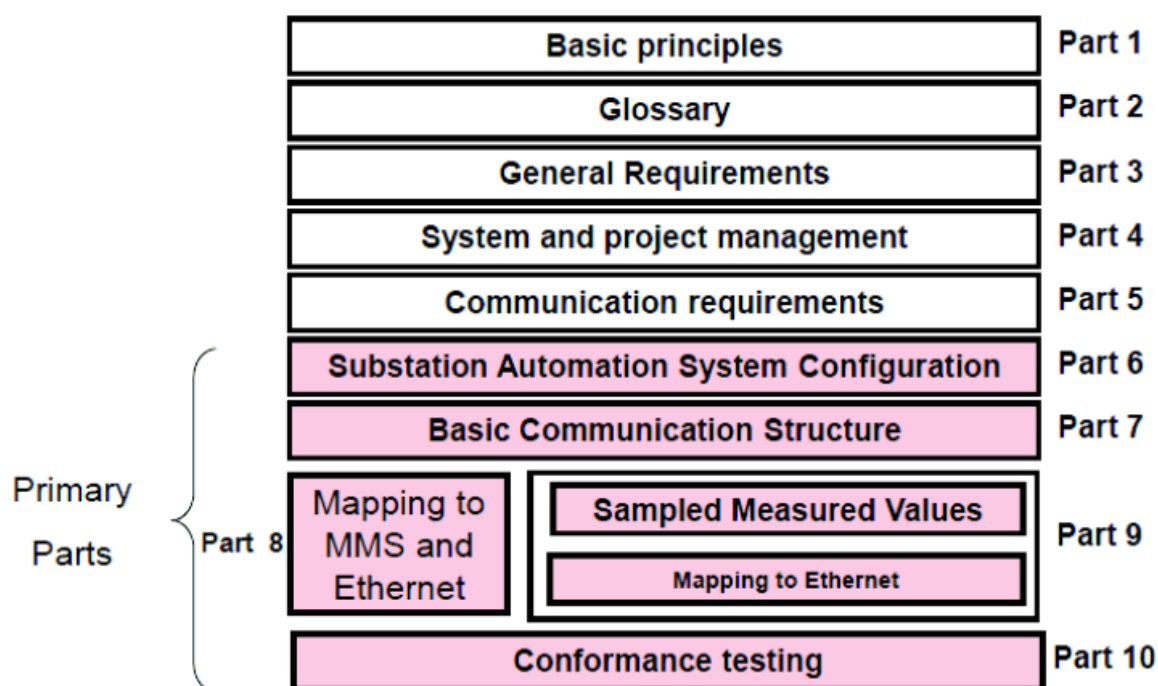 Basic principles Part 1
Glossary Part 2
General Requirements Part 3
System and project management Part 4
Communication requirements Part 5
Substation Automation System Configuration Part 6
Basic Communication Structure Part 7
Primary
Parts
Part 8
Mapping to
MMS and
Ethernet
Sampled Measured Values
Mapping to Ethernet
Part 9
Conformance testing Part 10